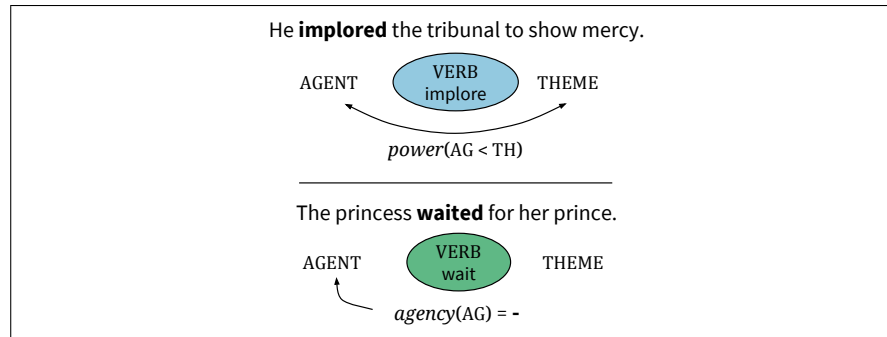 He implored the tribunal to show mercy.
AGENT VERB implore THEME
power(AG < TH)
The princess waited for her prince.
AGENT VERB wait THEME
agency(AG) = -